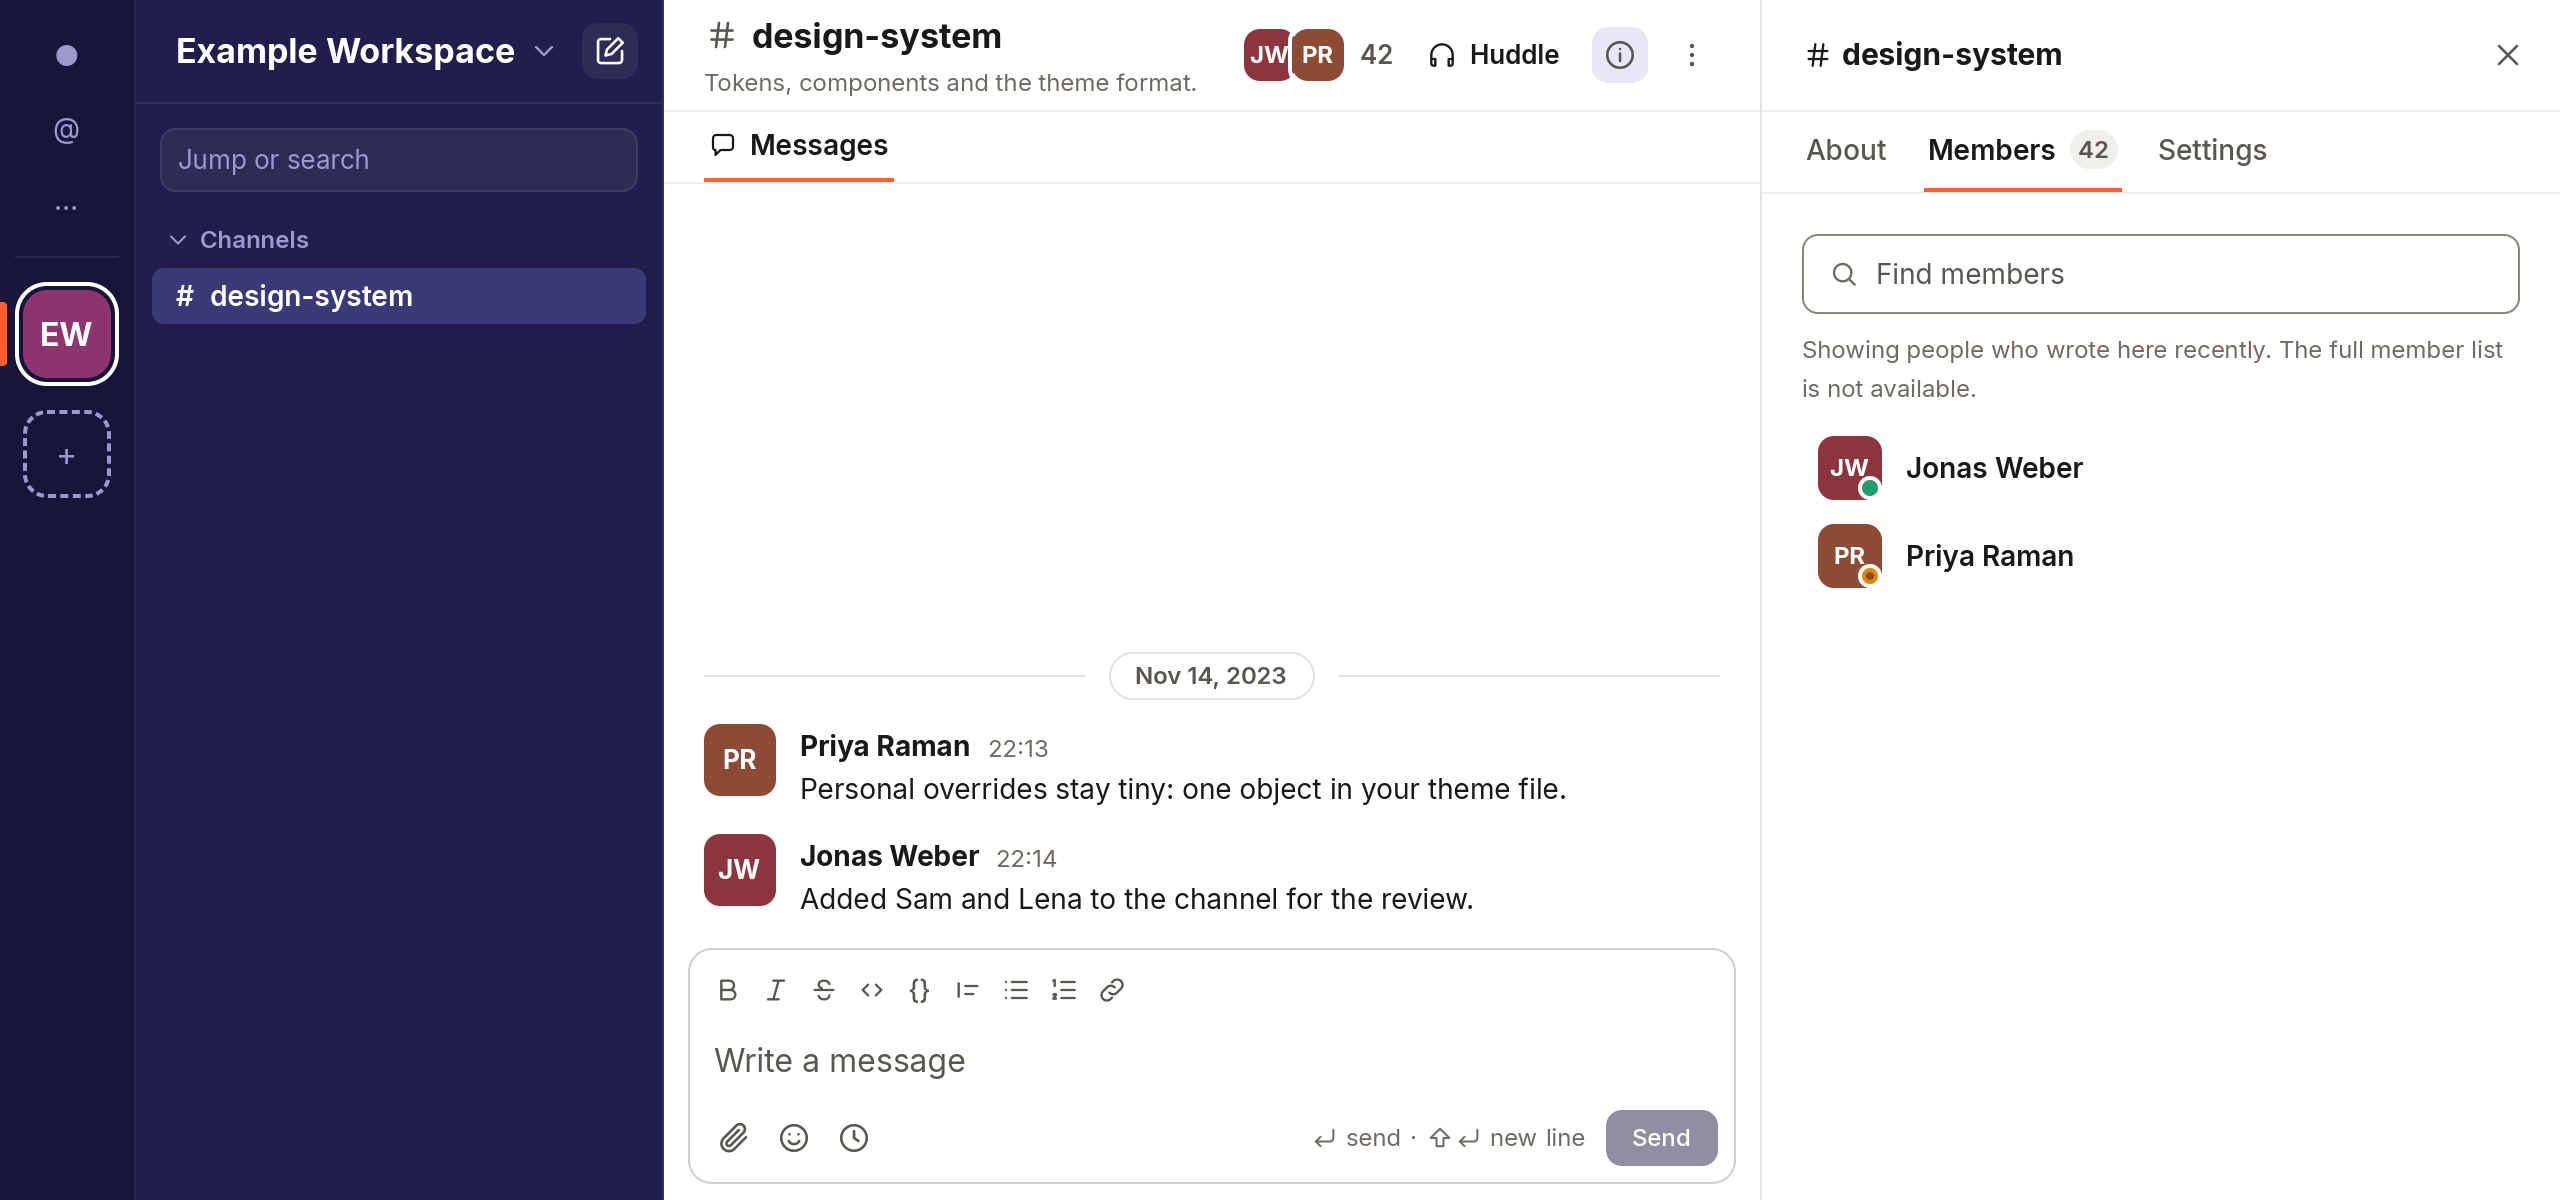 @
EW
+
Example Workspace
Jump or search
Channels
# design-system
# design-system
Tokens, components and the theme format.
JW PR 42 Huddle
Messages
Nov 14, 2023
PR Priya Raman 22:13
Personal overrides stay tiny: one object in your theme file.
JW Jonas Weber 22:14
Added Sam and Lena to the channel for the review.
Write a message
send · new line Send
# design-system
About Members 42 Settings
Find members
Showing people who wrote here recently. The full member list
is not available.
JW Jonas Weber
PR Priya Raman